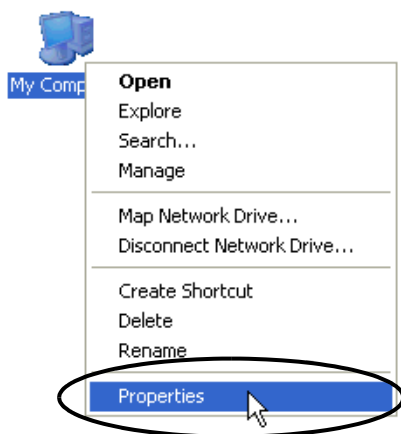 My Comp
Open
Explore
Search...
Manage
Map Network Drive...
Disconnect Network Drive...
Create Shortcut
Delete
Rename
Properties